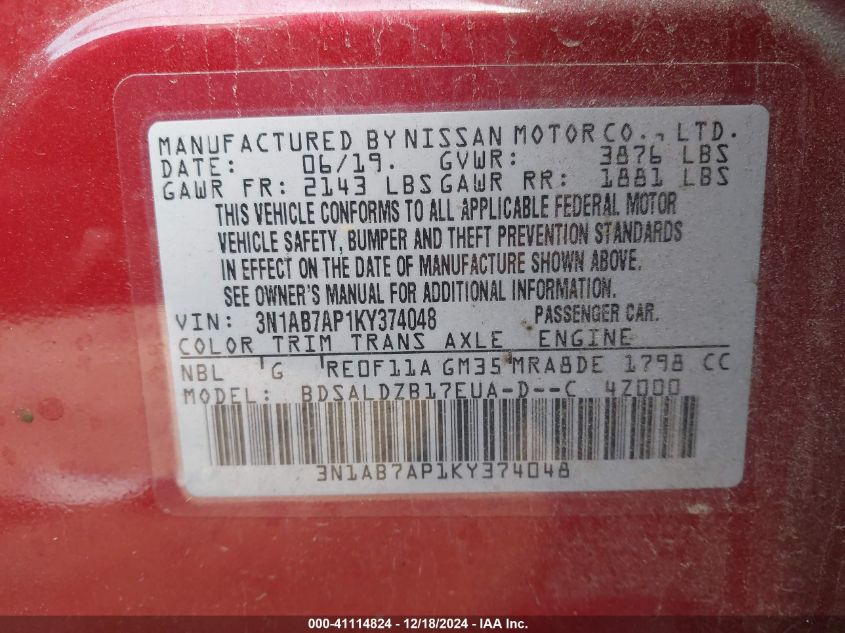 MANUFACTURED BY NISSAN MOTOR CO., LTD.
DATE: 06/19. GVWR: 3876 LBS
GAWR FR: 2143 LBS GAWR RR: 1881 LBS
THIS VEHICLE CONFORMS TO ALL APPLICABLE FEDERAL MOTOR
VEHICLE SAFETY, BUMPER AND THEFT PREVENTION STANDARDS
IN EFFECT ON THE DATE OF MANUFACTURE SHOWN ABOVE.
SEE OWNER'S MANUAL FOR ADDITIONAL INFORMATION.
VIN: 3N1AB7AP1KY374048 PASSENGER CAR.
COLOR TRIM TRANS AXLE ENGINE
NBL G RE0F11A GM35 MRA8DE 1798 CC
MODEL: BDSALDZB17EUA-D--C 4Z000
3N1AB7AP1KY374048
000-41114824 - 12/18/2024 - IAAI Inc.